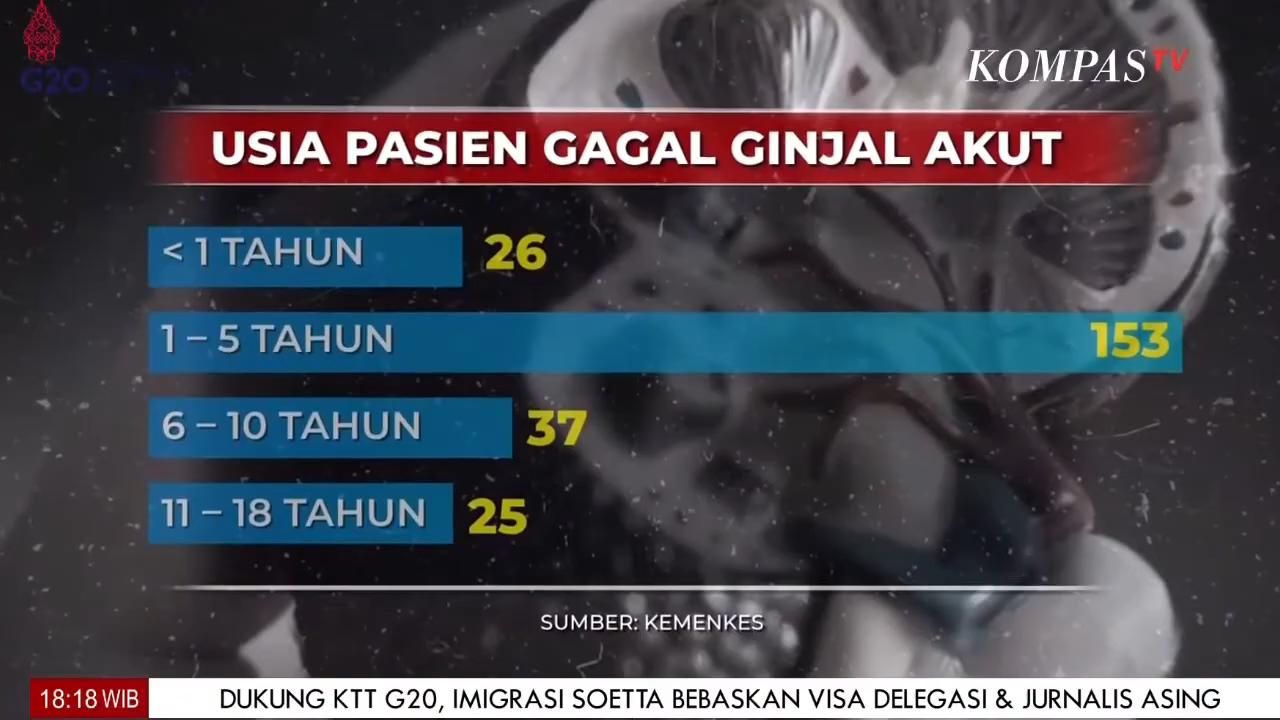 G20
KOMPAS TV
USIA PASIEN GAGAL GINJAL AKUT
< 1 TAHUN 26
1 – 5 TAHUN 153
6 – 10 TAHUN 37
11 – 18 TAHUN 25
SUMBER: KEMENKES
18:18 WIB DUKUNG KTT G20, IMIGRASI SOETTA BEBASKAN VISA DELEGASI & JURNALIS ASING